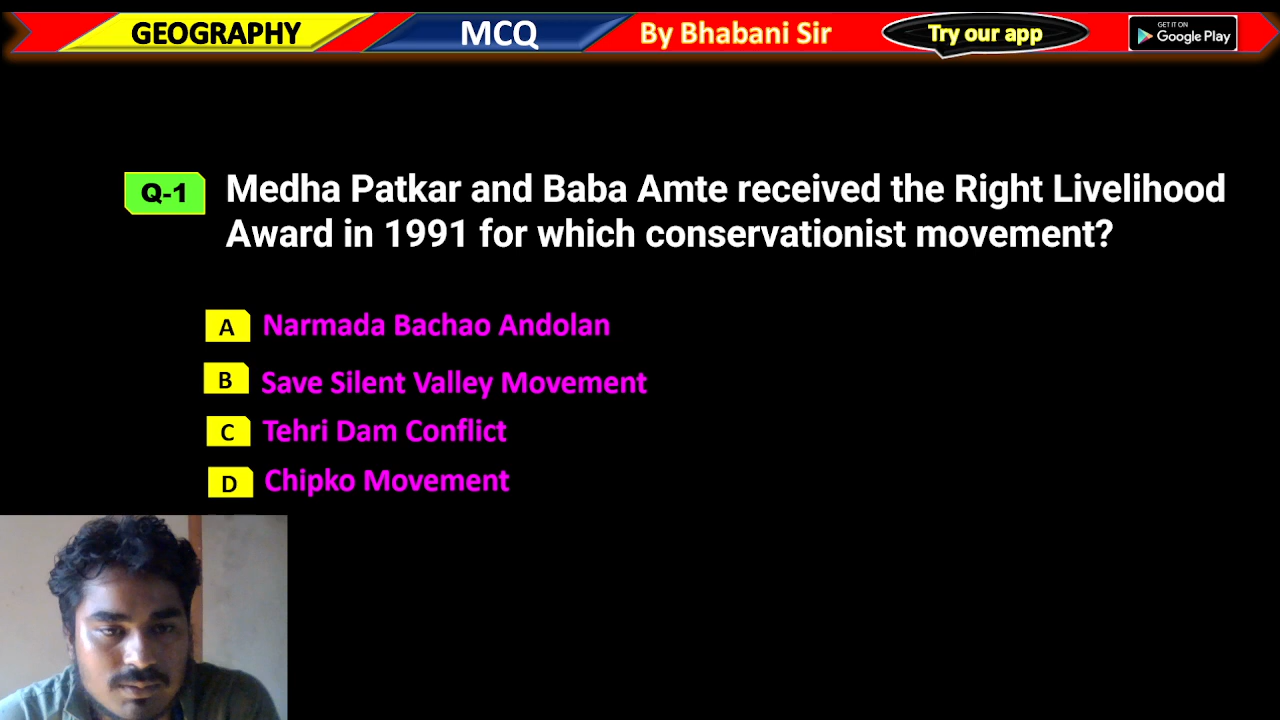 GEOGRAPHY MCQ By Bhabani Sir Try our app GET IT ON Google Play
Q-1 Medha Patkar and Baba Amte received the Right Livelihood
Award in 1991 for which conservationist movement?
A Narmada Bachao Andolan
B Save Silent Valley Movement
C Tehri Dam Conflict
D Chipko Movement